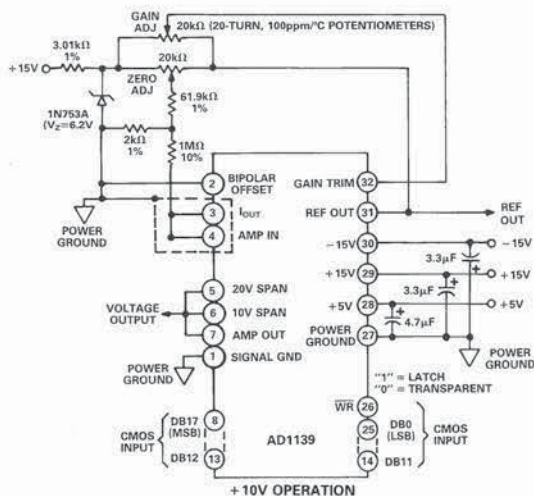 GAIN ADJ
20kΩ (20-TURN, 100ppm/°C POTENTIOMETERS)
3.01kΩ
1%
+15V
20kΩ
ZERO ADJ
61.9kΩ
1%
1N753A
(VZ=6.2V
2kΩ
1%
1MΩ
10%
POWER GROUND
2
BIPOLAR OFFSET
3
IOUT
4
AMP IN
5
20V SPAN
6
10V SPAN
7
AMP OUT
1
SIGNAL GND
VOLTAGE OUTPUT
POWER GROUND
GAIN TRIM
32
REF OUT
31
REF OUT
-15V
30
-15V
3.3µF
+
+15V
29
+15V
3.3µF
+
+5V
28
+5V
+
4.7µF
POWER GROUND
27
POWER GROUND
"1" = LATCH
"0" = TRANSPARENT
WR
26
CMOS INPUT
DB17 (MSB)
8
DB12
13
AD1139
25
DB0 (LSB)
14
DB11
CMOS INPUT
+10V OPERATION